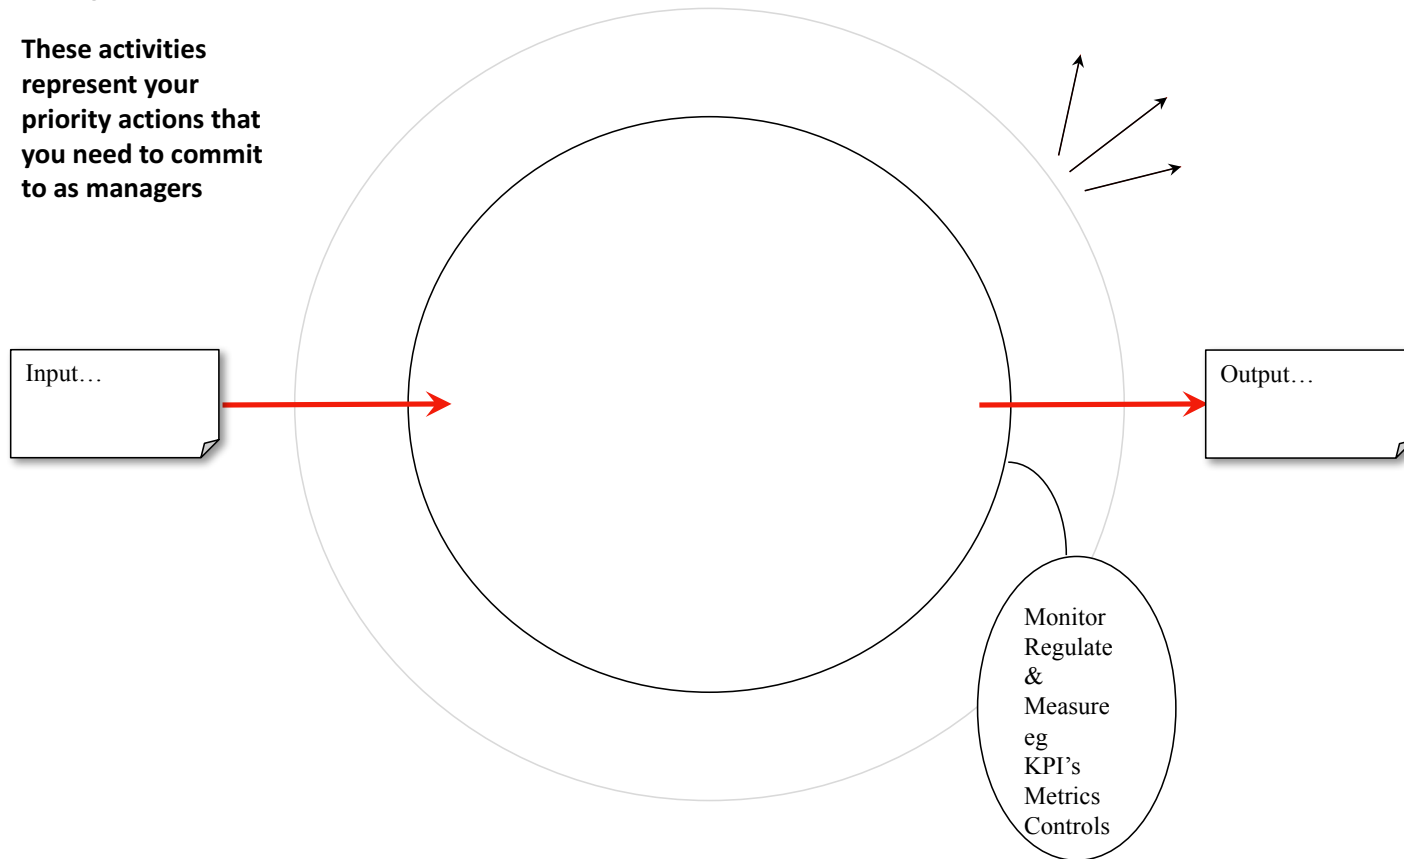 These activities
represent your
priority actions that
you need to commit
to as managers
Input…
Output…
Monitor
Regulate
&
Measure
eg
KPI’s
Metrics
Controls